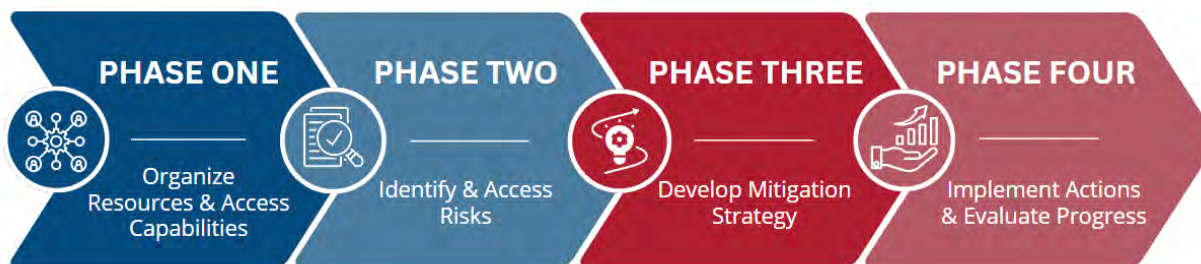 PHASE ONE
Organize
Resources & Access
Capabilities
PHASE TWO
Identify & Access
Risks
PHASE THREE
Develop Mitigation
Strategy
PHASE FOUR
Implement Actions
& Evaluate Progress